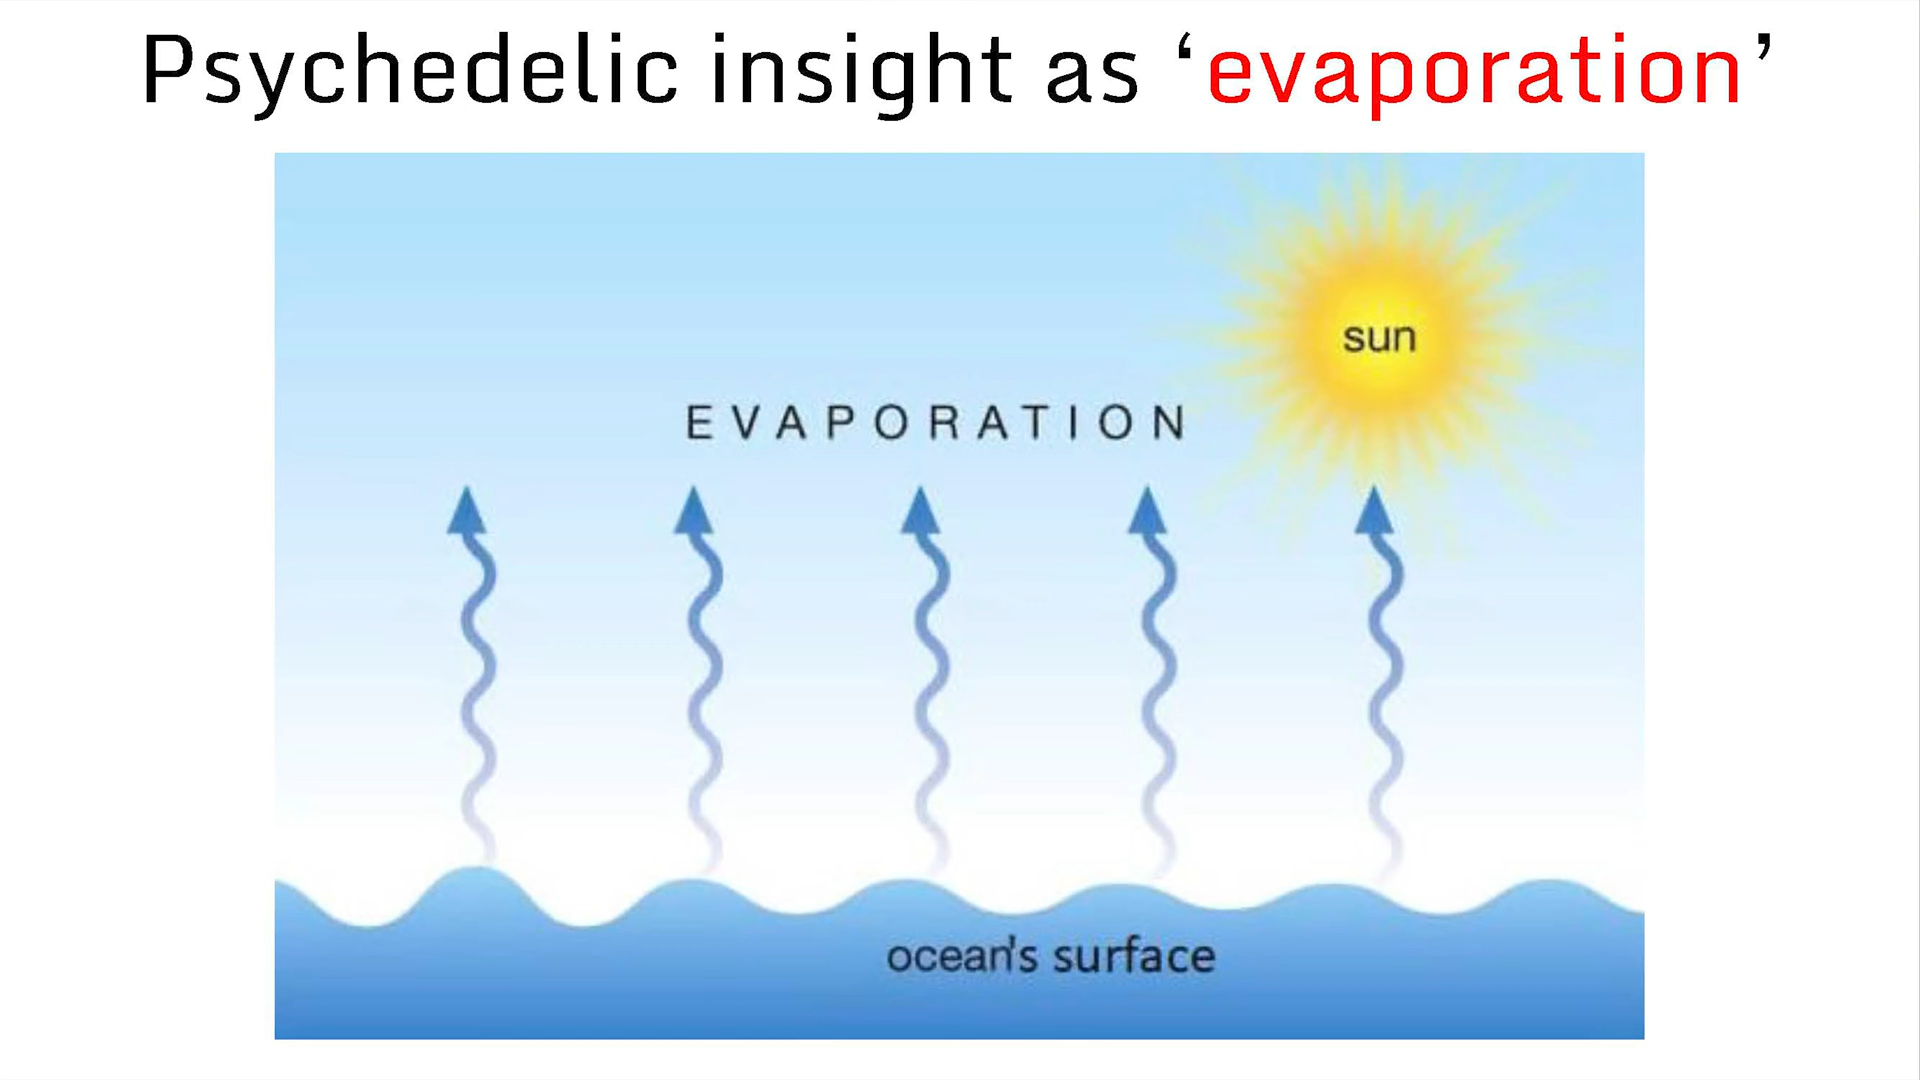 Psychedelic insight as ‘evaporation’
sun
EVAPORATION
ocean's surface